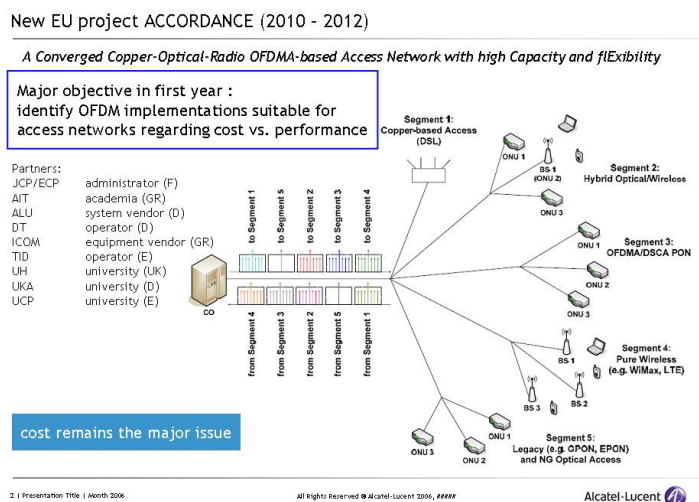 New EU project ACCORDANCE (2010 – 2012)
A Converged Copper-Optical-Radio OFDMA-based Access Network with high Capacity and flExibility
Major objective in first year :
identify OFDM implementations suitable for
access networks regarding cost vs. performance
Partners:
JCP/ECP administrator (F)
AIT academia (GR)
ALU system vendor (D)
DT operator (D)
ICOM equipment vendor (GR)
TID operator (E)
UH university (UK)
UKA university (D)
UCP university (E)
CO
to Segment 1
to Segment 5
to Segment 2
to Segment 3
to Segment 4
from Segment 4
from Segment 3
from Segment 2
from Segment 5
from Segment 1
Segment 1:
Copper-based Access
(DSL)
ONU 1
BS 1
(ONU 2)
ONU 3
Segment 2:
Hybrid Optical/Wireless
ONU 1
ONU 2
ONU 3
Segment 3:
OFDMA/DSCA PON
BS 1
BS 2
BS 3
Segment 4:
Pure Wireless
(e.g. WiMax, LTE)
ONU 1
ONU 2
ONU 3
Segment 5:
Legacy (e.g. GPON, EPON)
and NG Optical Access
cost remains the major issue
2 | Presentation Title | Month 2006
All Rights Reserved © Alcatel-Lucent 2006, #####
Alcatel-Lucent